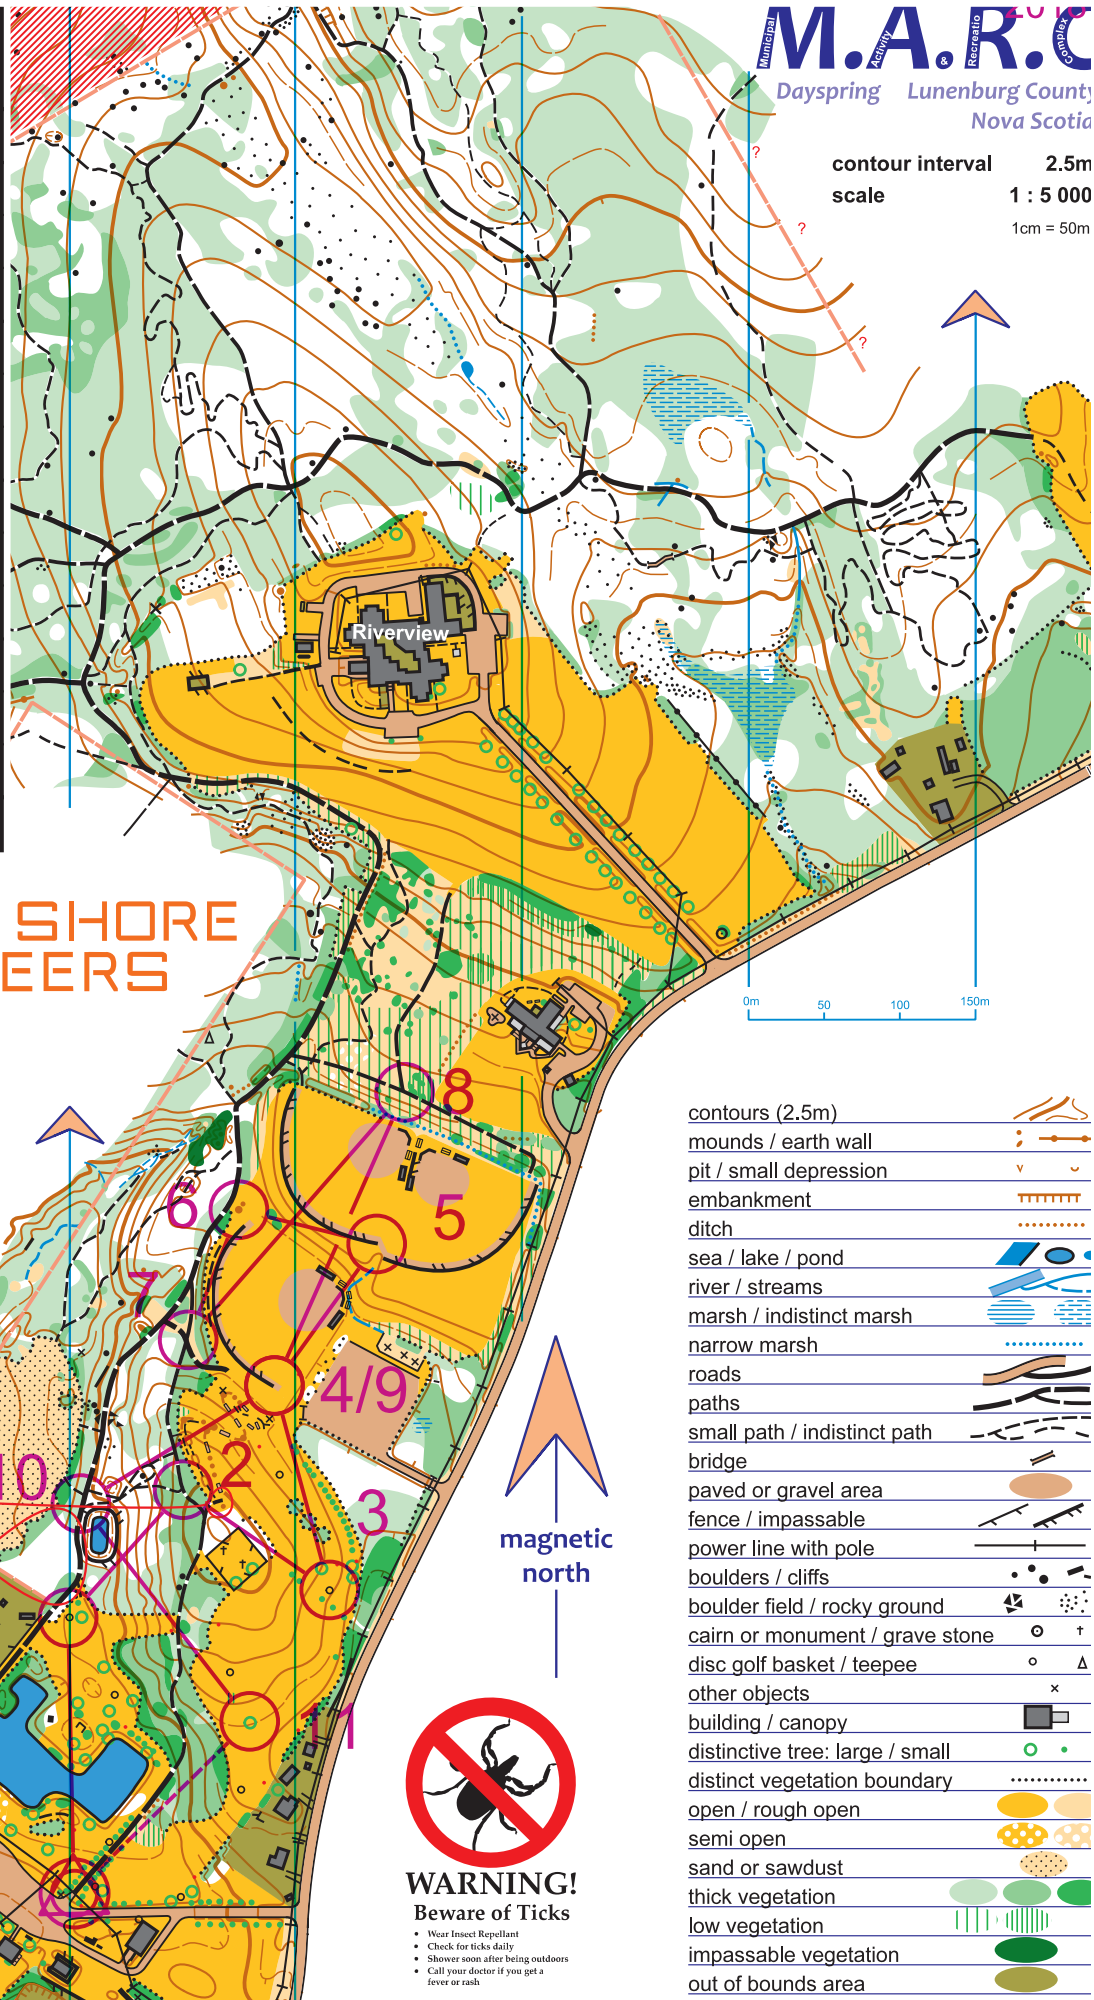 2018
M.A.R.C
Municipal
Activity
&
Recreatio
Complex
Dayspring Lunenburg County
Nova Scotia
contour interval 2.5m
scale 1 : 5 000
1cm = 50m
?
?
?
Riverview
SHORE
EERS
0m 50 100 150m
8
5
6
7
4/9
2
10
3
11
magnetic
north
contours (2.5m)
mounds / earth wall
pit / small depression
embankment
ditch
sea / lake / pond
river / streams
marsh / indistinct marsh
narrow marsh
roads
paths
small path / indistinct path
bridge
paved or gravel area
fence / impassable
power line with pole
boulders / cliffs
boulder field / rocky ground
cairn or monument / grave stone
disc golf basket / teepee
other objects
building / canopy
distinctive tree: large / small
distinct vegetation boundary
open / rough open
semi open
sand or sawdust
thick vegetation
low vegetation
impassable vegetation
out of bounds area
WARNING!
Beware of Ticks
• Wear Insect Repellant
• Check for ticks daily
• Shower soon after being outdoors
• Call your doctor if you get a
fever or rash